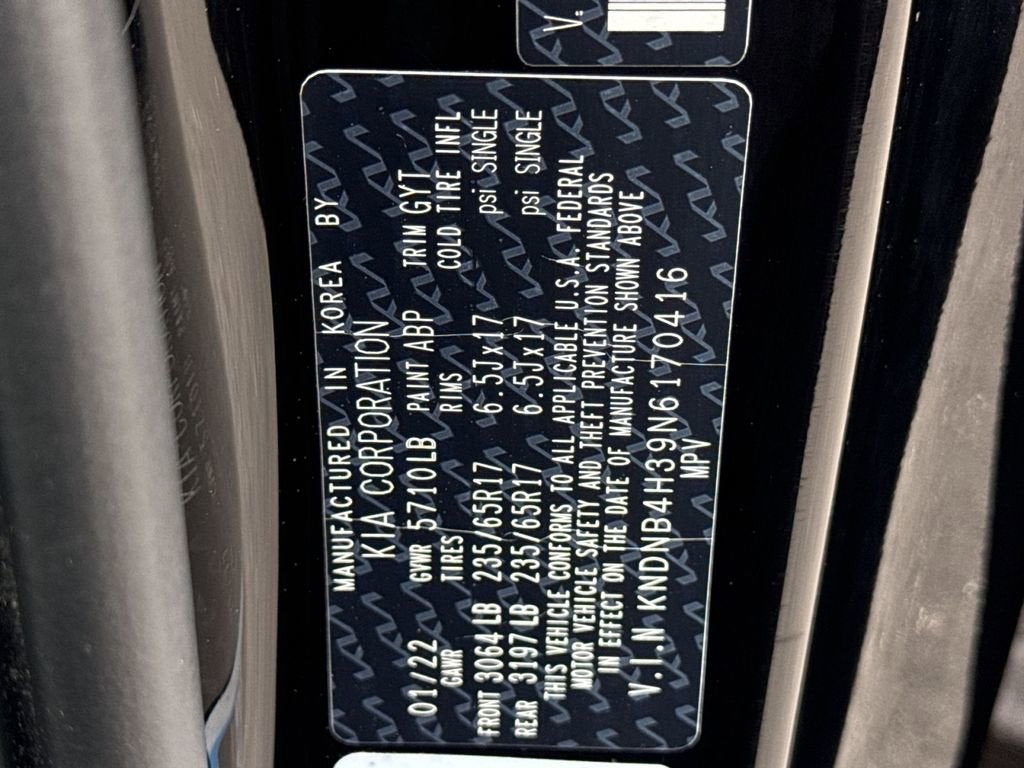 MANUFACTURED IN KOREA BY
KIA CORPORATION
01/22 GVWR 5710LB PAINT ABP TRIM GYT
GAWR TIRES RIMS COLD TIRE INFL
FRONT 3064LB 235/65R17 6.5Jx17 psi SINGLE
REAR 3197LB 235/65R17 6.5Jx17 psi SINGLE
THIS VEHICLE CONFORMS TO ALL APPLICABLE U.S.A. FEDERAL
MOTOR VEHICLE SAFETY AND THEFT PREVENTION STANDARDS
IN EFFECT ON THE DATE OF MANUFACTURE SHOWN ABOVE
V.I.N KNDNB4H39N6170416
MPV
V.